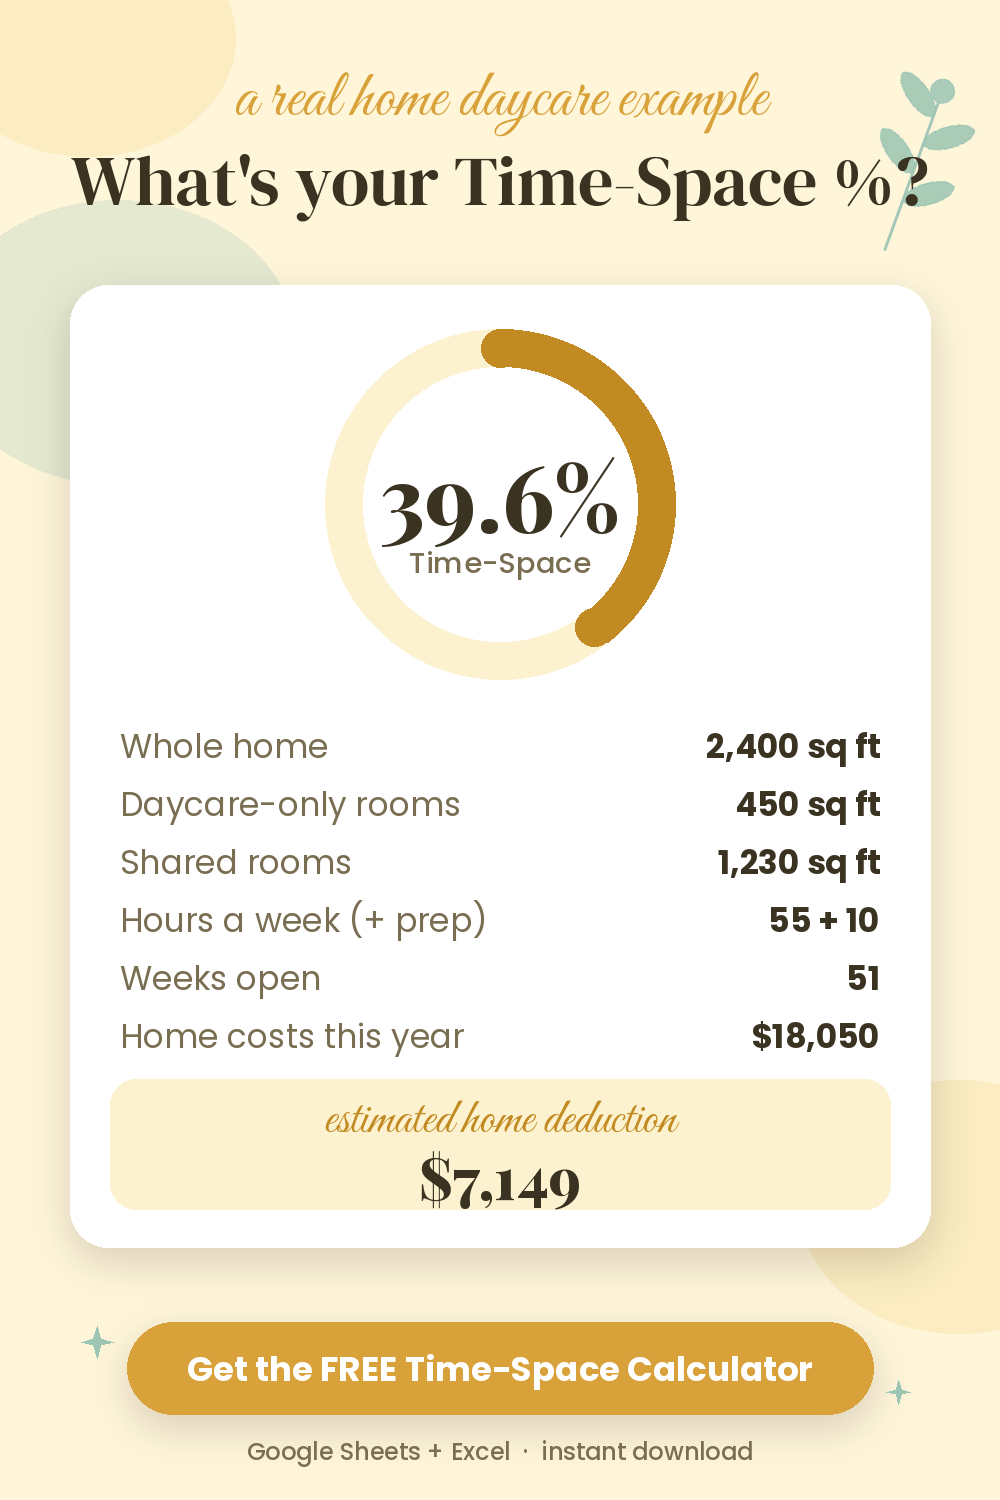 a real home daycare example
What's your Time-Space %?
39.6%
Time-Space
Whole home 2,400 sq ft
Daycare-only rooms 450 sq ft
Shared rooms 1,230 sq ft
Hours a week (+ prep) 55 + 10
Weeks open 51
Home costs this year $18,050
estimated home deduction
$7,149
Get the FREE Time-Space Calculator
Google Sheets + Excel · instant download